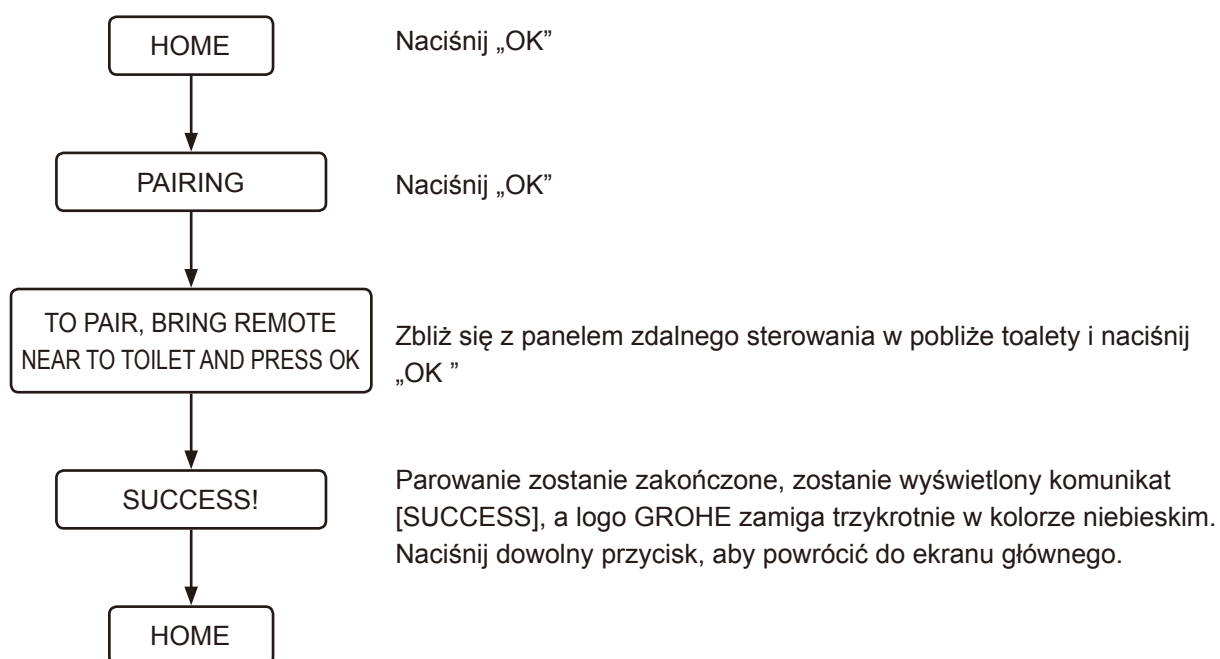 HOME
Naciśnij „OK”
PAIRING
Naciśnij „OK”
TO PAIR, BRING REMOTE
NEAR TO TOILET AND PRESS OK
Zbliż się z panelem zdalnego sterowania w pobliże toalety i naciśnij
„OK ”
SUCCESS!
Parowanie zostanie zakończone, zostanie wyświetlony komunikat
[SUCCESS], a logo GROHE zamiga trzykrotnie w kolorze niebieskim.
Naciśnij dowolny przycisk, aby powrócić do ekranu głównego.
HOME